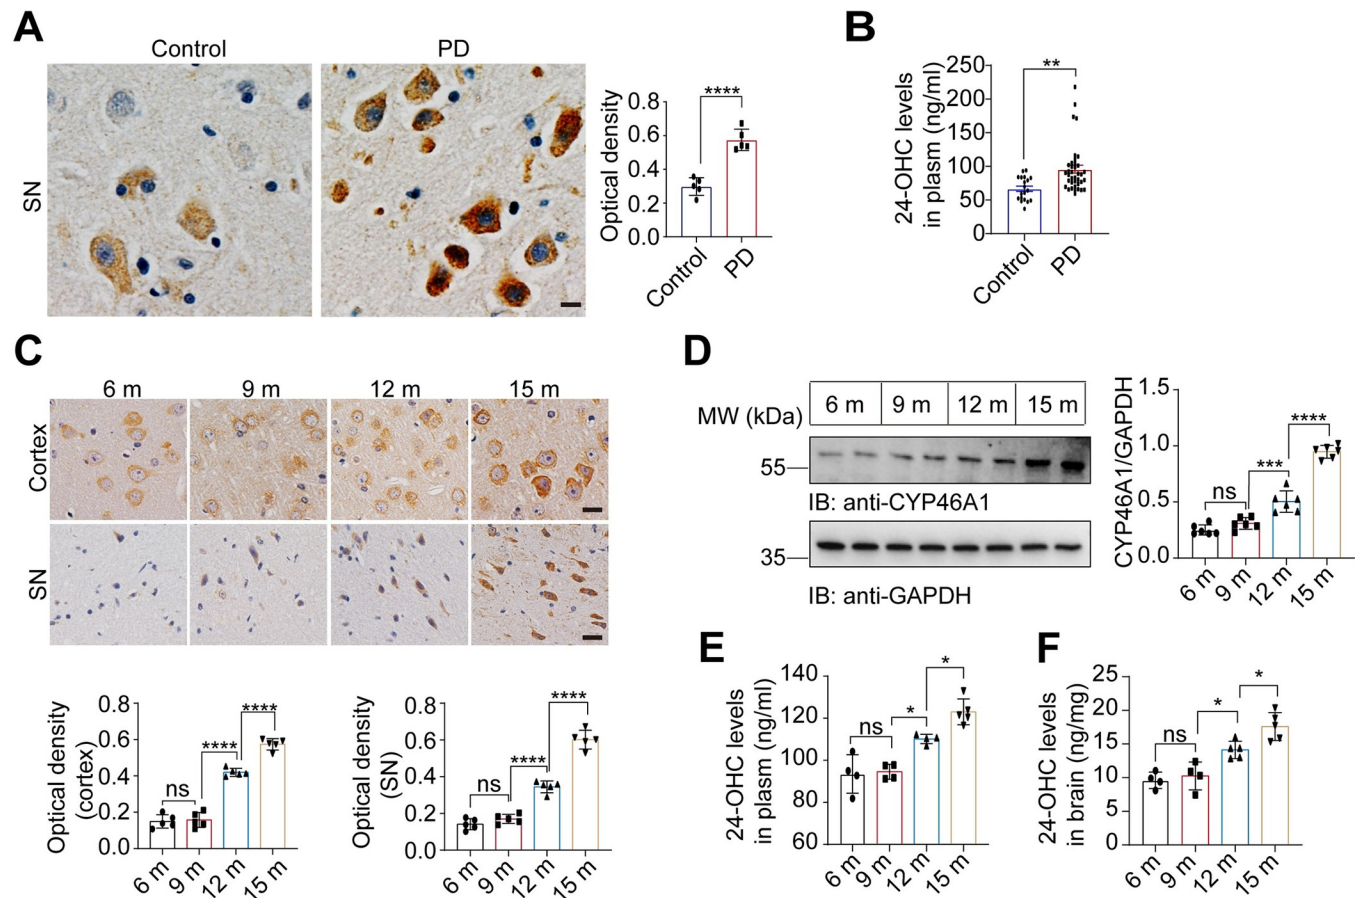 A
Control
PD
SN
Optical density
0.8
0.6
0.4
0.2
0.0
****
Control
PD
B
24-OHC levels
in plasm (ng/ml)
250
200
150
100
50
0
**
Control
PD
C
6 m
9 m
12 m
15 m
Cortex
SN
Optical density
(cortex)
0.8
0.6
0.4
0.2
0.0
ns
****
****
6 m
9 m
12 m
15 m
Optical density
(SN)
0.8
0.6
0.4
0.2
0.0
ns
****
****
6 m
9 m
12 m
15 m
D
MW (kDa)
6 m
9 m
12 m
15 m
55
IB: anti-CYP46A1
35
IB: anti-GAPDH
CYP46A1/GAPDH
1.5
1.0
0.5
0.0
ns
***
****
6 m
9 m
12 m
15 m
E
24-OHC levels
in plasm (ng/ml)
140
120
100
80
60
ns
*
*
6 m
9 m
12 m
15 m
F
24-OHC levels
in brain (ng/mg)
25
20
15
10
5
0
ns
*
*
6 m
9 m
12 m
15 m